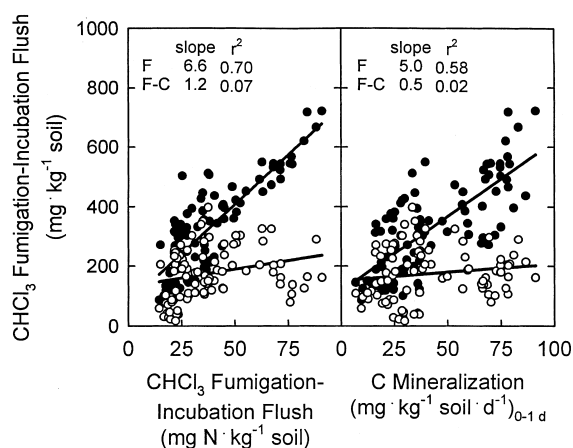 CHCl₃ Fumigation-Incubation Flush
(mg · kg⁻¹ soil)
1000
800
600
400
200
0
slope r²
F 6.6 0.70
F-C 1.2 0.07
slope r²
F 5.0 0.58
F-C 0.5 0.02
0 25 50 75 0 25 50 75 100
CHCl₃ Fumigation-
Incubation Flush
(mg N · kg⁻¹ soil)
C Mineralization
(mg · kg⁻¹ soil · d⁻¹)₀₋₁ d